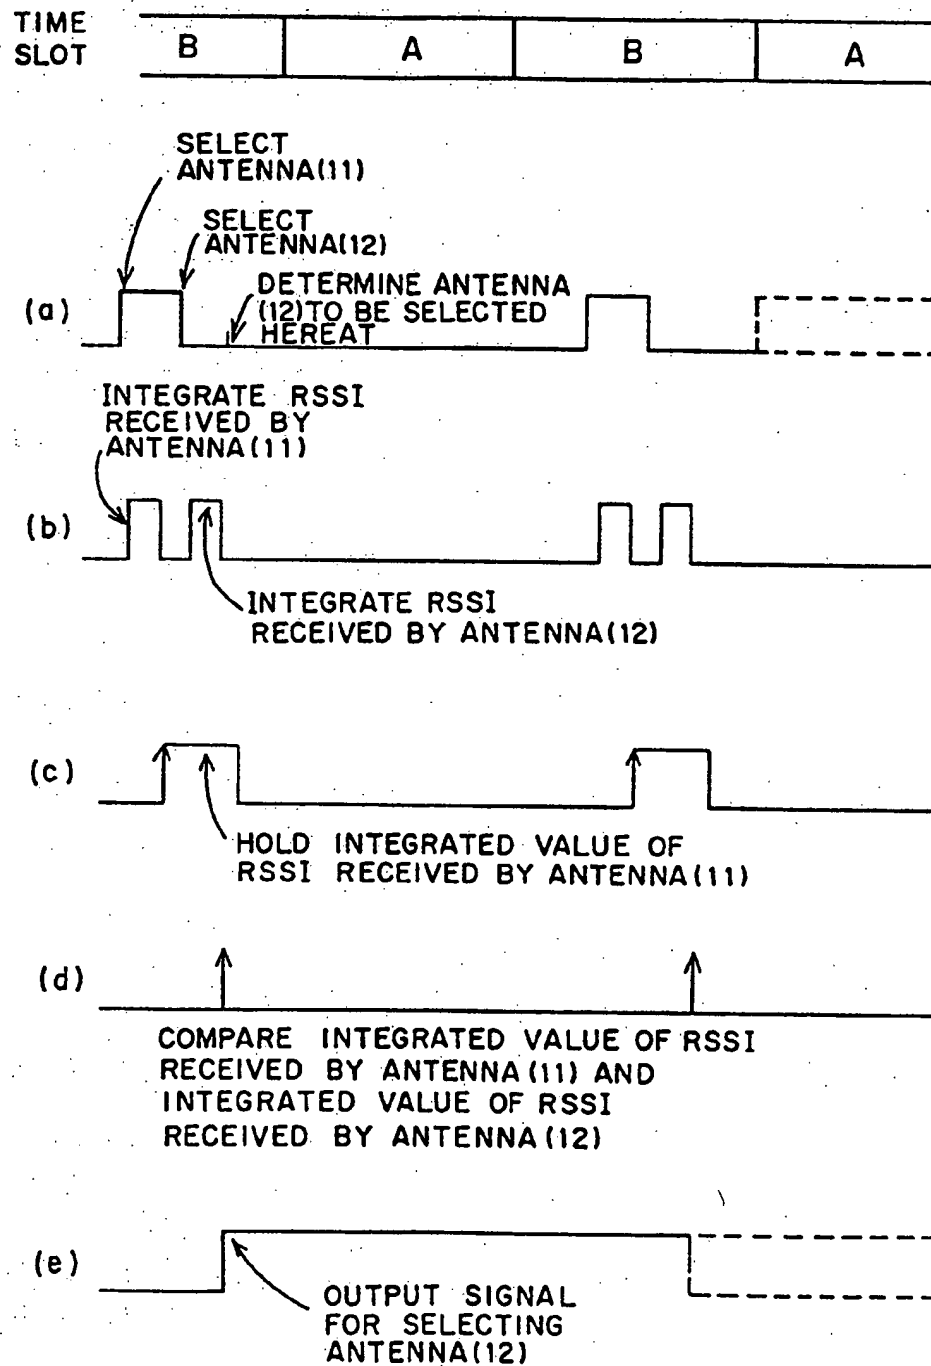 TIME
SLOT
B A B A
SELECT
ANTENNA(11)
SELECT
ANTENNA(12)
(a)
DETERMINE ANTENNA
(12)TO BE SELECTED
HEREAT
INTEGRATE RSSI
RECEIVED BY
ANTENNA(11)
(b)
INTEGRATE RSSI
RECEIVED BY ANTENNA(12)
(c)
HOLD INTEGRATED VALUE OF
RSSI RECEIVED BY ANTENNA(11)
(d)
COMPARE INTEGRATED VALUE OF RSSI
RECEIVED BY ANTENNA(11) AND
INTEGRATED VALUE OF RSSI
RECEIVED BY ANTENNA(12)
(e)
OUTPUT SIGNAL
FOR SELECTING
ANTENNA(12)